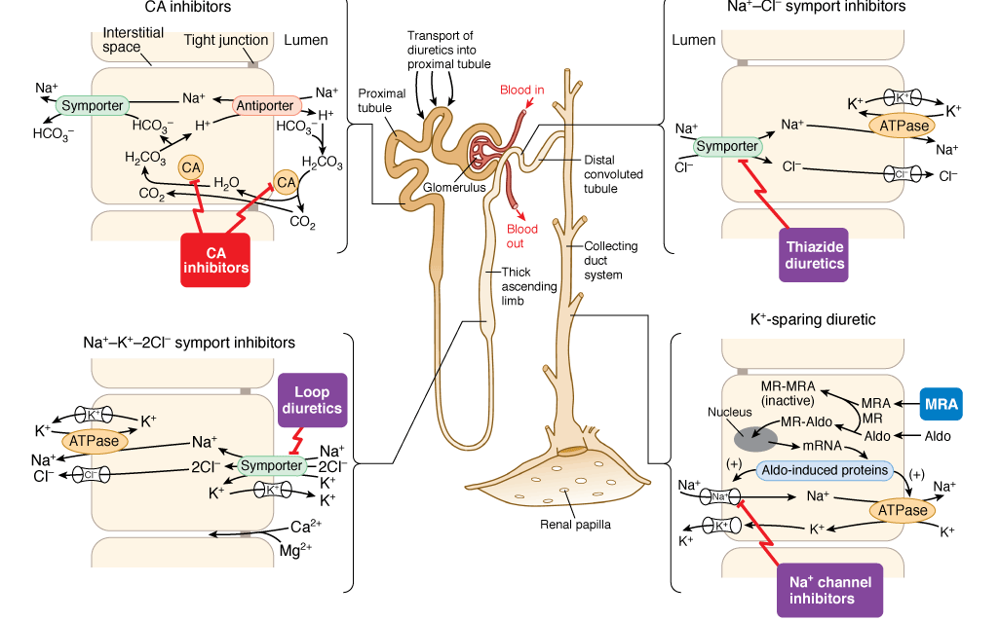 CA inhibitors
Interstitial
space
Tight junction
Lumen
Na⁺
Symporter
Na⁺
Antiporter
Na⁺
HCO₃⁻
HCO₃⁻
H⁺
HCO₃⁻
H⁺
H₂CO₃
CA
H₂O
CA
H₂CO₃
CO₂
CO₂
CA
inhibitors
Transport of
diuretics into
proximal tubule
Proximal
tubule
Blood in
Glomerulus
Distal
convoluted
tubule
Blood
out
Collecting
duct
system
Thick
ascending
limb
Renal papilla
Na⁺–Cl⁻ symport inhibitors
Lumen
K⁺
K⁺
K⁺
Na⁺
Na⁺
ATPase
Symporter
Na⁺
Cl⁻
Cl⁻
Cl⁻
Cl⁻
Thiazide
diuretics
Na⁺–K⁺–2Cl⁻ symport inhibitors
Loop
diuretics
K⁺
K⁺
K⁺
ATPase
Na⁺
Na⁺
Na⁺
Cl⁻
Cl⁻
2Cl⁻
Symporter
2Cl⁻
K⁺
K⁺
K⁺
K⁺
Ca²⁺
Mg²⁺
K⁺-sparing diuretic
MR-MRA
(inactive)
MRA
MRA
Nucleus
MR
MR-Aldo
Aldo
Aldo
mRNA
(+)
Aldo-induced proteins
(+)
Na⁺
Na⁺
Na⁺
Na⁺
ATPase
K⁺
K⁺
K⁺
K⁺
Na⁺ channel
inhibitors